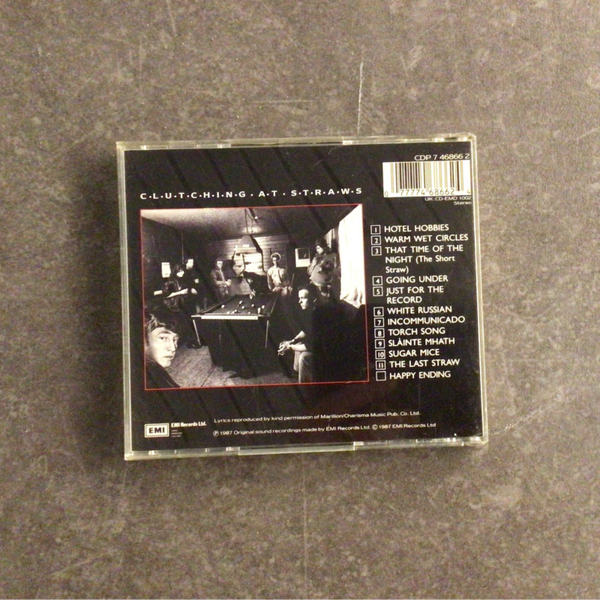 CDP 7 46866 2
0 77774 68662 4
UK: CD-EMD 1002
Stereo
C·L·U·T·C·H·I·N·G · A·T · S·T·R·A·W·S
1 HOTEL HOBBIES
2 WARM WET CIRCLES
3 THAT TIME OF THE
NIGHT (The Short
Straw)
4 GOING UNDER
5 JUST FOR THE
RECORD
6 WHITE RUSSIAN
7 INCOMMUNICADO
8 TORCH SONG
9 SLÀINTE MHATH
10 SUGAR MICE
11 THE LAST STRAW
HAPPY ENDING
Lyrics reproduced by kind permission of Marillion/Charisma Music Pub. Co. Ltd.
EMI EMI Records Ltd.
℗ 1987 Original sound recordings made by EMI Records Ltd. © 1987 EMI Records Ltd